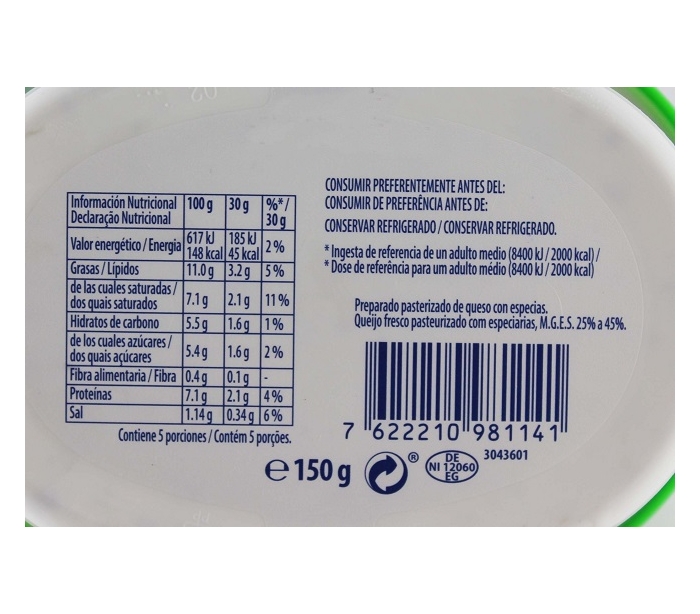 Información Nutricional
Declaração Nutricional
100 g
30 g
%*/
30 g
Valor energético / Energia
617 kJ
148 kcal
185 kJ
45 kcal
2 %
Grasas / Lípidos
11.0 g
3.2 g
5 %
de las cuales saturadas /
dos quais saturados
7.1 g
2.1 g
11 %
Hidratos de carbono
5.5 g
1.6 g
1 %
de los cuales azúcares /
dos quais açúcares
5.4 g
1.6 g
2 %
Fibra alimentaria / Fibra
0.4 g
0.1 g
-
Proteínas
7.1 g
2.1 g
4 %
Sal
1.14 g
0.34 g
6 %
Contiene 5 porciones / Contém 5 porções.
℮ 150 g
CONSUMIR PREFERENTEMENTE ANTES DEL:
CONSUMIR DE PREFERÊNCIA ANTES DE:
CONSERVAR REFRIGERADO / CONSERVAR REFRIGERADO.
* Ingesta de referencia de un adulto medio (8400 kJ / 2000 kcal) /
* Dose de referência para um adulto médio (8400 kJ / 2000 kcal)
Preparado pasterizado de queso con especias.
Queijo fresco pasteurizado com especiarias, M.G.E.S. 25% a 45%.
7 622210 981141
®
DE
NI 12060
EG
3043601